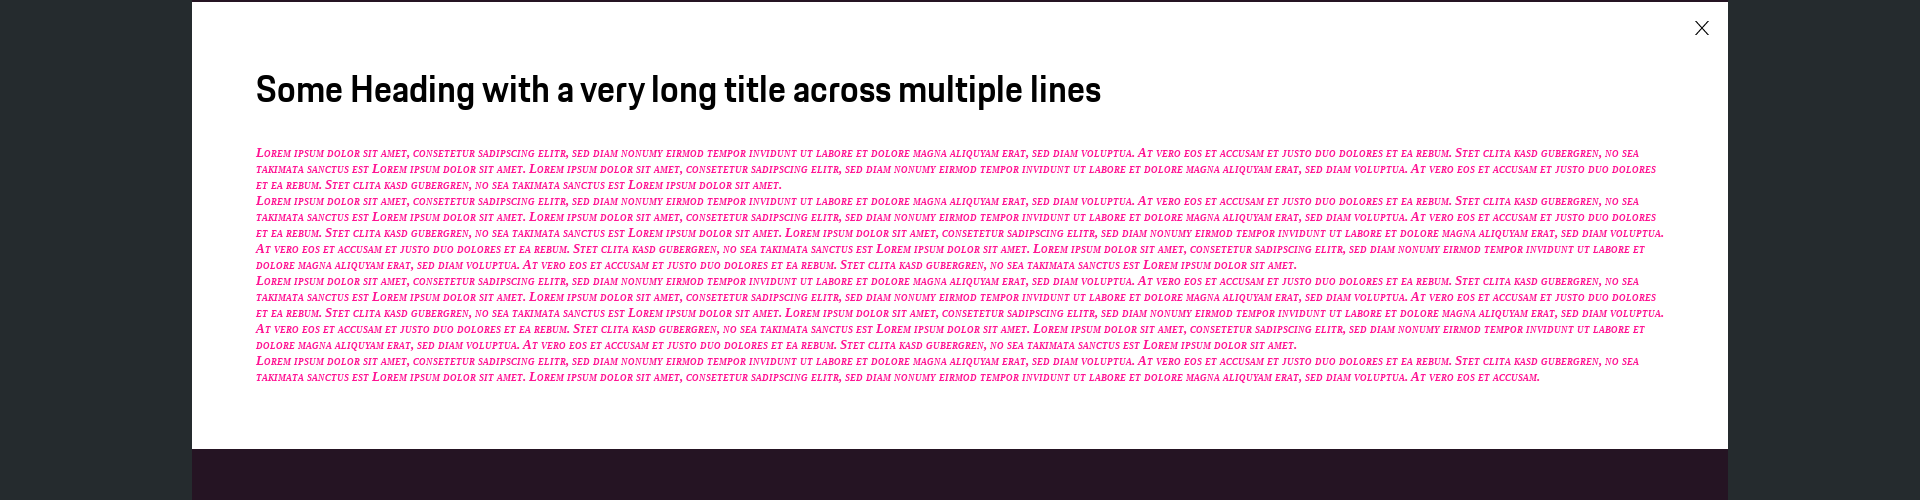 Some Heading with a very long title across multiple lines
Lorem ipsum dolor sit amet, consetetur sadipscing elitr, sed diam nonumy eirmod tempor invidunt ut labore et dolore magna aliquyam erat, sed diam voluptua. At vero eos et accusam et justo duo dolores et ea rebum. Stet clita kasd gubergren, no sea
takimata sanctus est Lorem ipsum dolor sit amet. Lorem ipsum dolor sit amet, consetetur sadipscing elitr, sed diam nonumy eirmod tempor invidunt ut labore et dolore magna aliquyam erat, sed diam voluptua. At vero eos et accusam et justo duo dolores
et ea rebum. Stet clita kasd gubergren, no sea takimata sanctus est Lorem ipsum dolor sit amet.
Lorem ipsum dolor sit amet, consetetur sadipscing elitr, sed diam nonumy eirmod tempor invidunt ut labore et dolore magna aliquyam erat, sed diam voluptua. At vero eos et accusam et justo duo dolores et ea rebum. Stet clita kasd gubergren, no sea
takimata sanctus est Lorem ipsum dolor sit amet. Lorem ipsum dolor sit amet, consetetur sadipscing elitr, sed diam nonumy eirmod tempor invidunt ut labore et dolore magna aliquyam erat, sed diam voluptua. At vero eos et accusam et justo duo dolores
et ea rebum. Stet clita kasd gubergren, no sea takimata sanctus est Lorem ipsum dolor sit amet. Lorem ipsum dolor sit amet, consetetur sadipscing elitr, sed diam nonumy eirmod tempor invidunt ut labore et dolore magna aliquyam erat, sed diam voluptua.
At vero eos et accusam et justo duo dolores et ea rebum. Stet clita kasd gubergren, no sea takimata sanctus est Lorem ipsum dolor sit amet. Lorem ipsum dolor sit amet, consetetur sadipscing elitr, sed diam nonumy eirmod tempor invidunt ut labore et
dolore magna aliquyam erat, sed diam voluptua. At vero eos et accusam et justo duo dolores et ea rebum. Stet clita kasd gubergren, no sea takimata sanctus est Lorem ipsum dolor sit amet.
Lorem ipsum dolor sit amet, consetetur sadipscing elitr, sed diam nonumy eirmod tempor invidunt ut labore et dolore magna aliquyam erat, sed diam voluptua. At vero eos et accusam et justo duo dolores et ea rebum. Stet clita kasd gubergren, no sea
takimata sanctus est Lorem ipsum dolor sit amet. Lorem ipsum dolor sit amet, consetetur sadipscing elitr, sed diam nonumy eirmod tempor invidunt ut labore et dolore magna aliquyam erat, sed diam voluptua. At vero eos et accusam et justo duo dolores
et ea rebum. Stet clita kasd gubergren, no sea takimata sanctus est Lorem ipsum dolor sit amet. Lorem ipsum dolor sit amet, consetetur sadipscing elitr, sed diam nonumy eirmod tempor invidunt ut labore et dolore magna aliquyam erat, sed diam voluptua.
At vero eos et accusam et justo duo dolores et ea rebum. Stet clita kasd gubergren, no sea takimata sanctus est Lorem ipsum dolor sit amet. Lorem ipsum dolor sit amet, consetetur sadipscing elitr, sed diam nonumy eirmod tempor invidunt ut labore et
dolore magna aliquyam erat, sed diam voluptua. At vero eos et accusam et justo duo dolores et ea rebum. Stet clita kasd gubergren, no sea takimata sanctus est Lorem ipsum dolor sit amet.
Lorem ipsum dolor sit amet, consetetur sadipscing elitr, sed diam nonumy eirmod tempor invidunt ut labore et dolore magna aliquyam erat, sed diam voluptua. At vero eos et accusam et justo duo dolores et ea rebum. Stet clita kasd gubergren, no sea
takimata sanctus est Lorem ipsum dolor sit amet. Lorem ipsum dolor sit amet, consetetur sadipscing elitr, sed diam nonumy eirmod tempor invidunt ut labore et dolore magna aliquyam erat, sed diam voluptua. At vero eos et accusam.